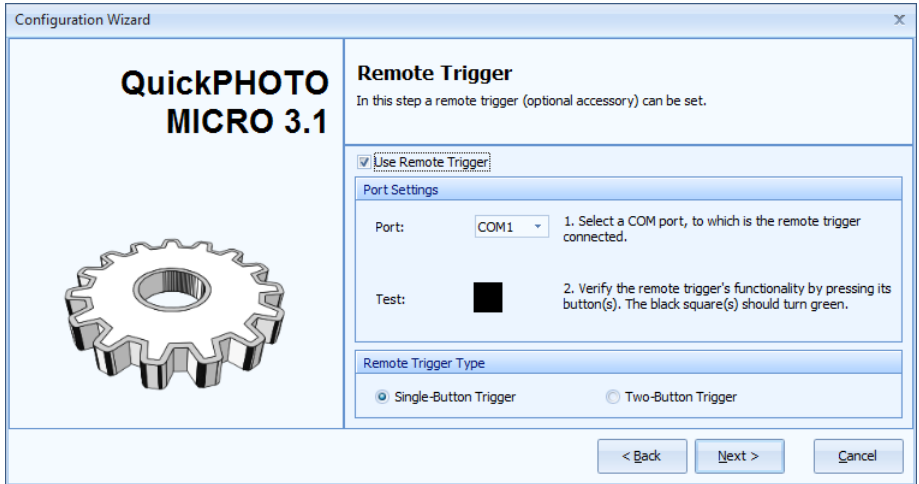 Configuration Wizard
x
QuickPHOTO
MICRO 3.1
Remote Trigger
In this step a remote trigger (optional accessory) can be set.
Use Remote Trigger
Port Settings
Port:
COM1
1. Select a COM port, to which is the remote trigger
connected.
Test:
2. Verify the remote trigger's functionality by pressing its
button(s). The black square(s) should turn green.
Remote Trigger Type
Single-Button Trigger
Two-Button Trigger
< Back
Next >
Cancel